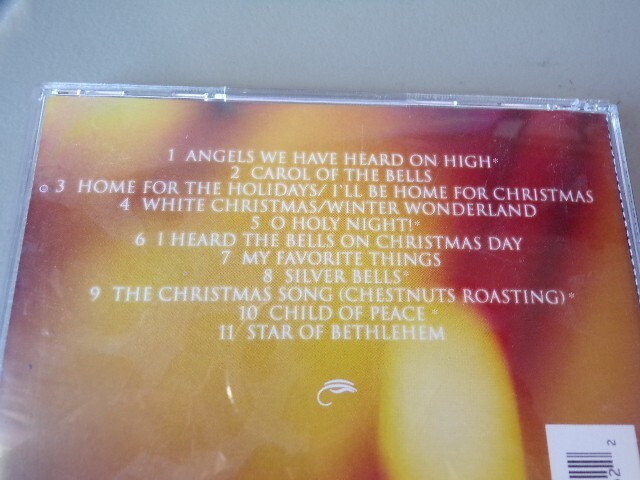 1 ANGELS WE HAVE HEARD ON HIGH*
2 CAROL OF THE BELLS
3 HOME FOR THE HOLIDAYS/ I'LL BE HOME FOR CHRISTMAS
4 WHITE CHRISTMAS/WINTER WONDERLAND
5 O HOLY NIGHT!*
6 I HEARD THE BELLS ON CHRISTMAS DAY
7 MY FAVORITE THINGS
8 SILVER BELLS*
9 THE CHRISTMAS SONG (CHESTNUTS ROASTING)*
10 CHILD OF PEACE *
11/ STAR OF BETHLEHEM
2